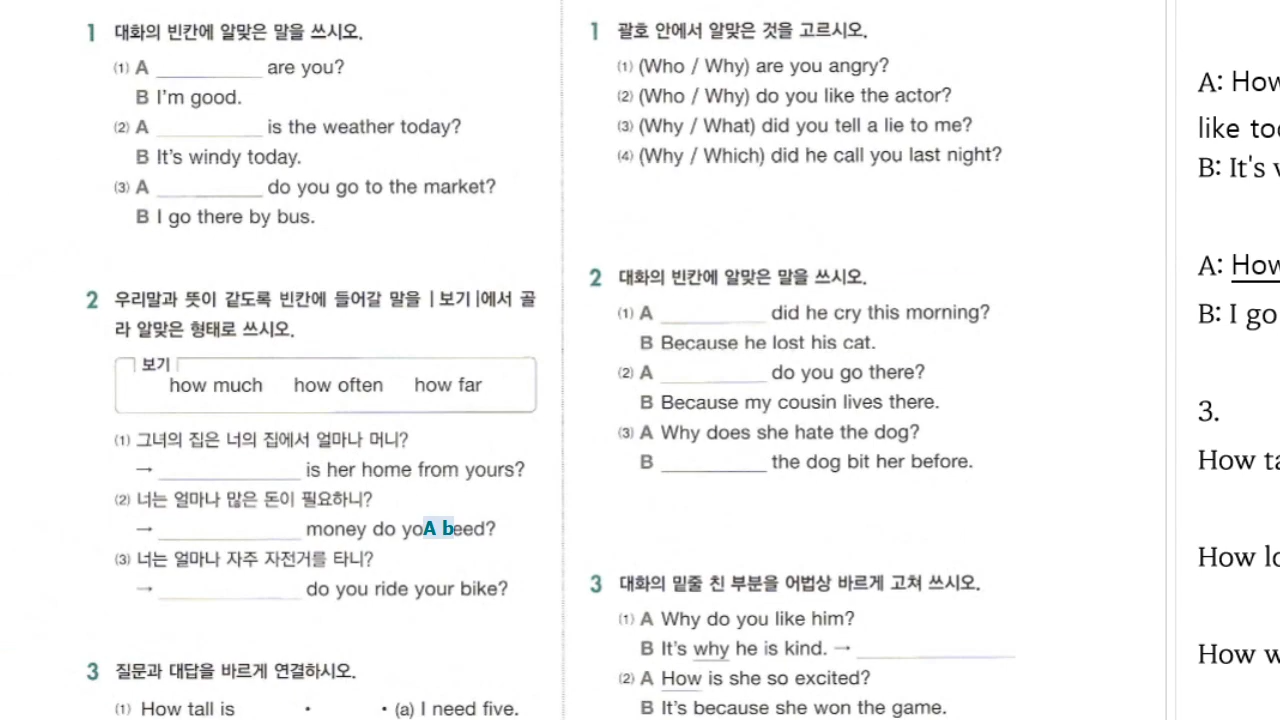 1 대화의 빈칸에 알맞은 말을 쓰시오.
(1) A __________ are you?
B I'm good.
(2) A __________ is the weather today?
B It's windy today.
(3) A __________ do you go to the market?
B I go there by bus.
2 우리말과 뜻이 같도록 빈칸에 들어갈 말을 |보기|에서 골
라 알맞은 형태로 쓰시오.
보기
how much how often how far
(1) 그녀의 집은 너의 집에서 얼마나 머니?
→ __________ is her home from yours?
(2) 너는 얼마나 많은 돈이 필요하니?
→ __________ money do yoA beed?
(3) 너는 얼마나 자주 자전거를 타니?
→ __________ do you ride your bike?
3 질문과 대답을 바르게 연결하시오.
(1) How tall is • • (a) I need five.
1 괄호 안에서 알맞은 것을 고르시오.
(1) (Who / Why) are you angry?
(2) (Who / Why) do you like the actor?
(3) (Why / What) did you tell a lie to me?
(4) (Why / Which) did he call you last night?
2 대화의 빈칸에 알맞은 말을 쓰시오.
(1) A __________ did he cry this morning?
B Because he lost his cat.
(2) A __________ do you go there?
B Because my cousin lives there.
(3) A Why does she hate the dog?
B __________ the dog bit her before.
3 대화의 밑줄 친 부분을 어법상 바르게 고쳐 쓰시오.
(1) A Why do you like him?
B It's why he is kind. → __________
(2) A How is she so excited?
B It's because she won the game.
A: How
like
B: It's
A: How
B: I go
3.
How
How
How